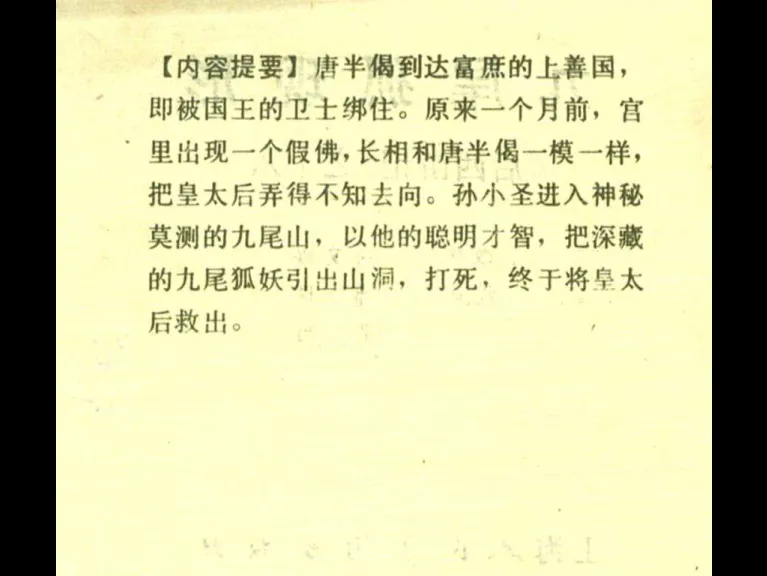 【内容提要】唐半偈到达富庶的上善国，
即被国王的卫士绑住。原来一个月前，宫
里出现一个假佛，长相和唐半偈一模一样，
把皇太后弄得不知去向。孙小圣进入神秘
莫测的九尾山，以他的聪明才智，把深藏
的九尾狐妖引出山洞，打死，终于将皇太
后救出。